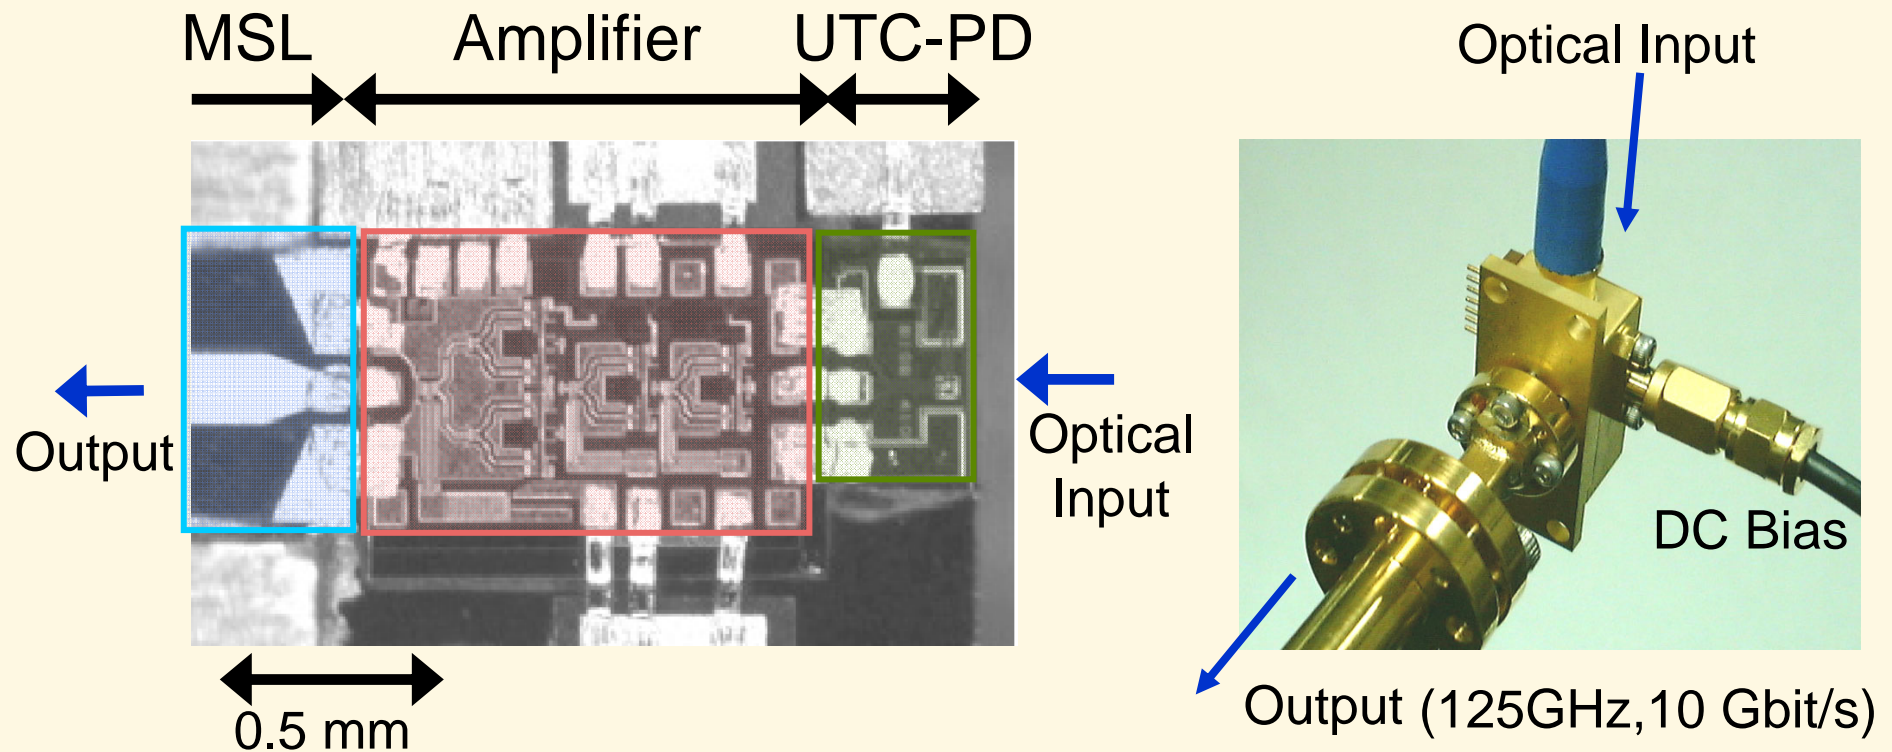 MSL
Amplifier
UTC-PD
Output
Optical
Input
0.5 mm
Optical Input
DC Bias
Output (125GHz,10 Gbit/s)